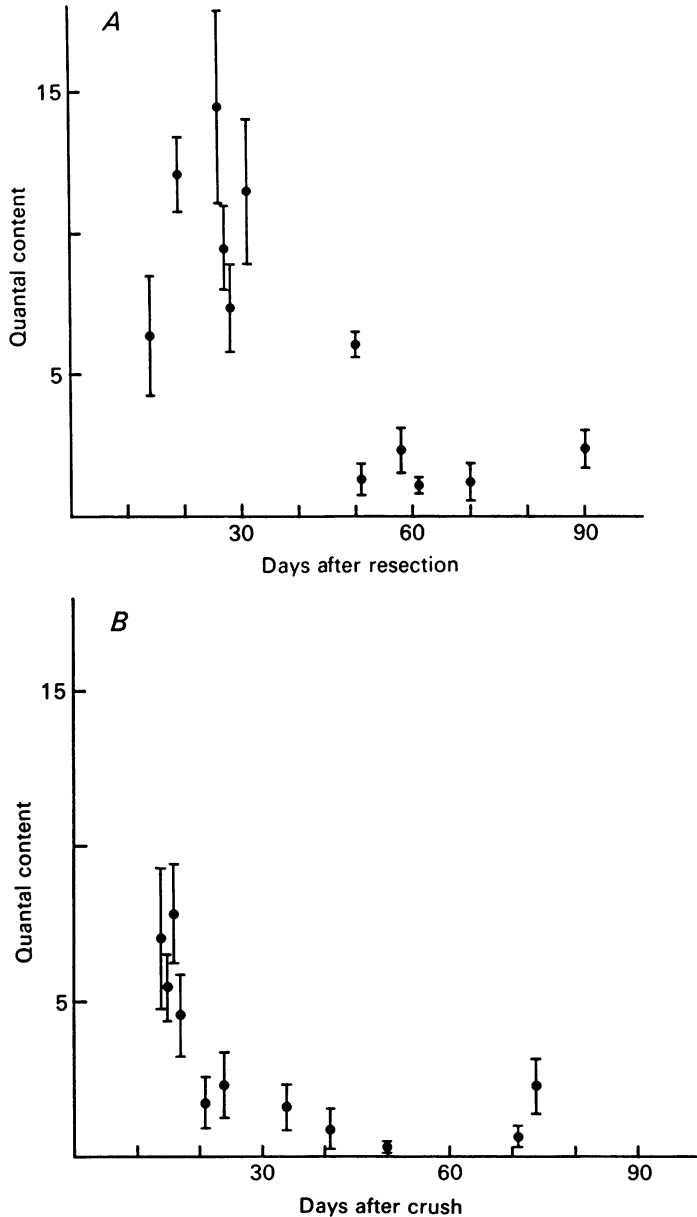 A
15
5
Quantal content
30 60 90
Days after resection
B
15
5
Quantal content
30 60 90
Days after crush